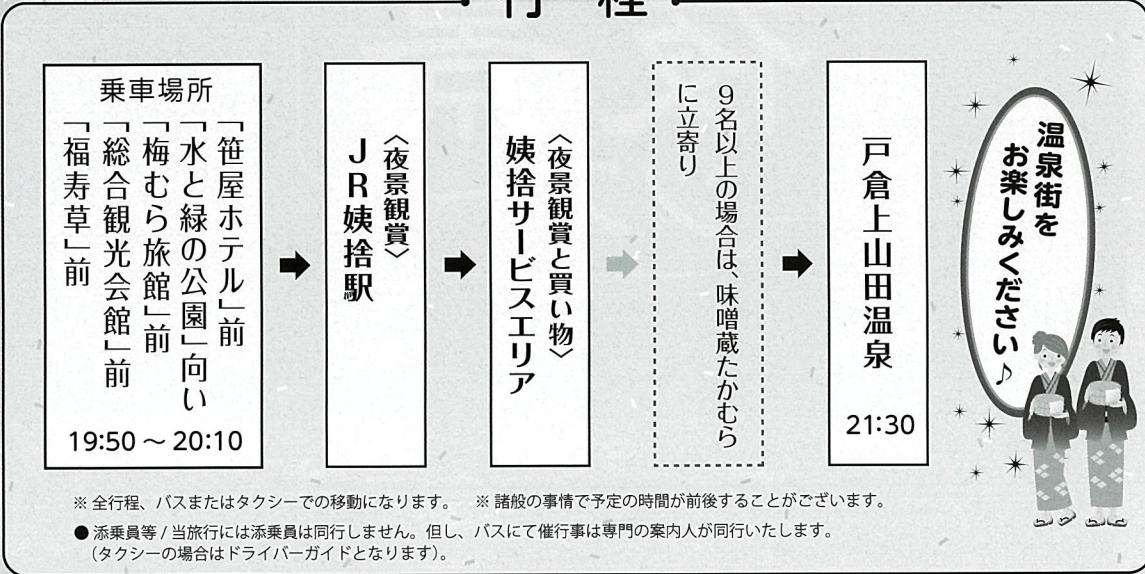 行程
乗車場所
「笹屋ホテル」前
「水と緑の公園」向い
「梅むら旅館」前
「総合観光会館」前
「福寿草」前
19:50 ～ 20:10
〈夜景観賞〉
JR姨捨駅
〈夜景観賞と買い物〉
姨捨サービスエリア
9名以上の場合は、味噌蔵たかむら
に立寄り
戸倉上山田温泉
21:30
温泉街を
お楽しみください♪
※ 全行程、バスまたはタクシーでの移動になります。　※ 諸般の事情で予定の時間が前後することがございます。
● 添乗員等 / 当旅行には添乗員は同行しません。但し、バスにて催行事は専門の案内人が同行いたします。
（タクシーの場合はドライバーガイドとなります）。